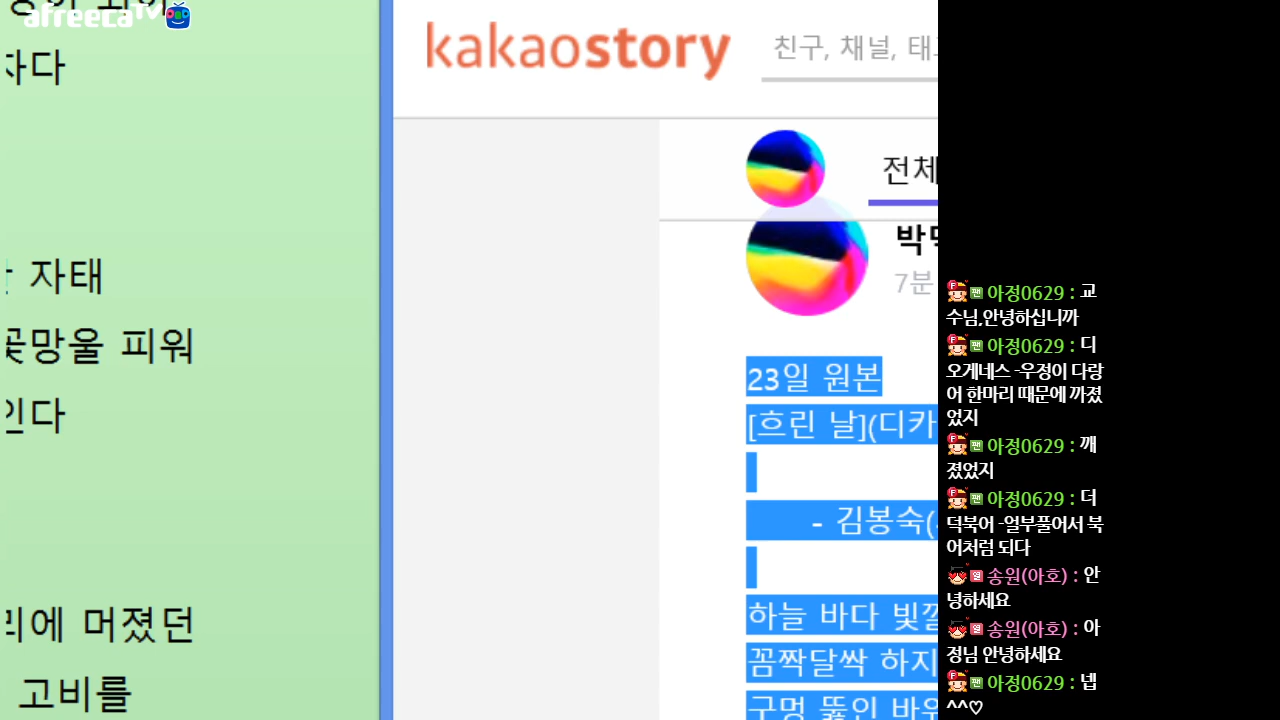 afreecaTV
자다
자태
꽃망울 피워
인다
리에 머졌던
고비를
kakaostory
친구, 채널, 태그
전체
7분
23일 원본
[흐린 날](디카
- 김봉숙(
하늘 바다 빛깔
꼼짝달싹 하지
구멍 뚫인 바위
아정0629 : 교
수님,안녕하십니까
아정0629 : 디
오게네스 -우정이 다랑
어 한마리 때문에 까졌
었지
아정0629 : 깨
졌었지
아정0629 : 더
덕북어 -얼부풀어서 북
어처럼 되다
송원(아호) : 안
녕하세요
송원(아호) : 아
정님 안녕하세요
아정0629 : 넵
^^♡